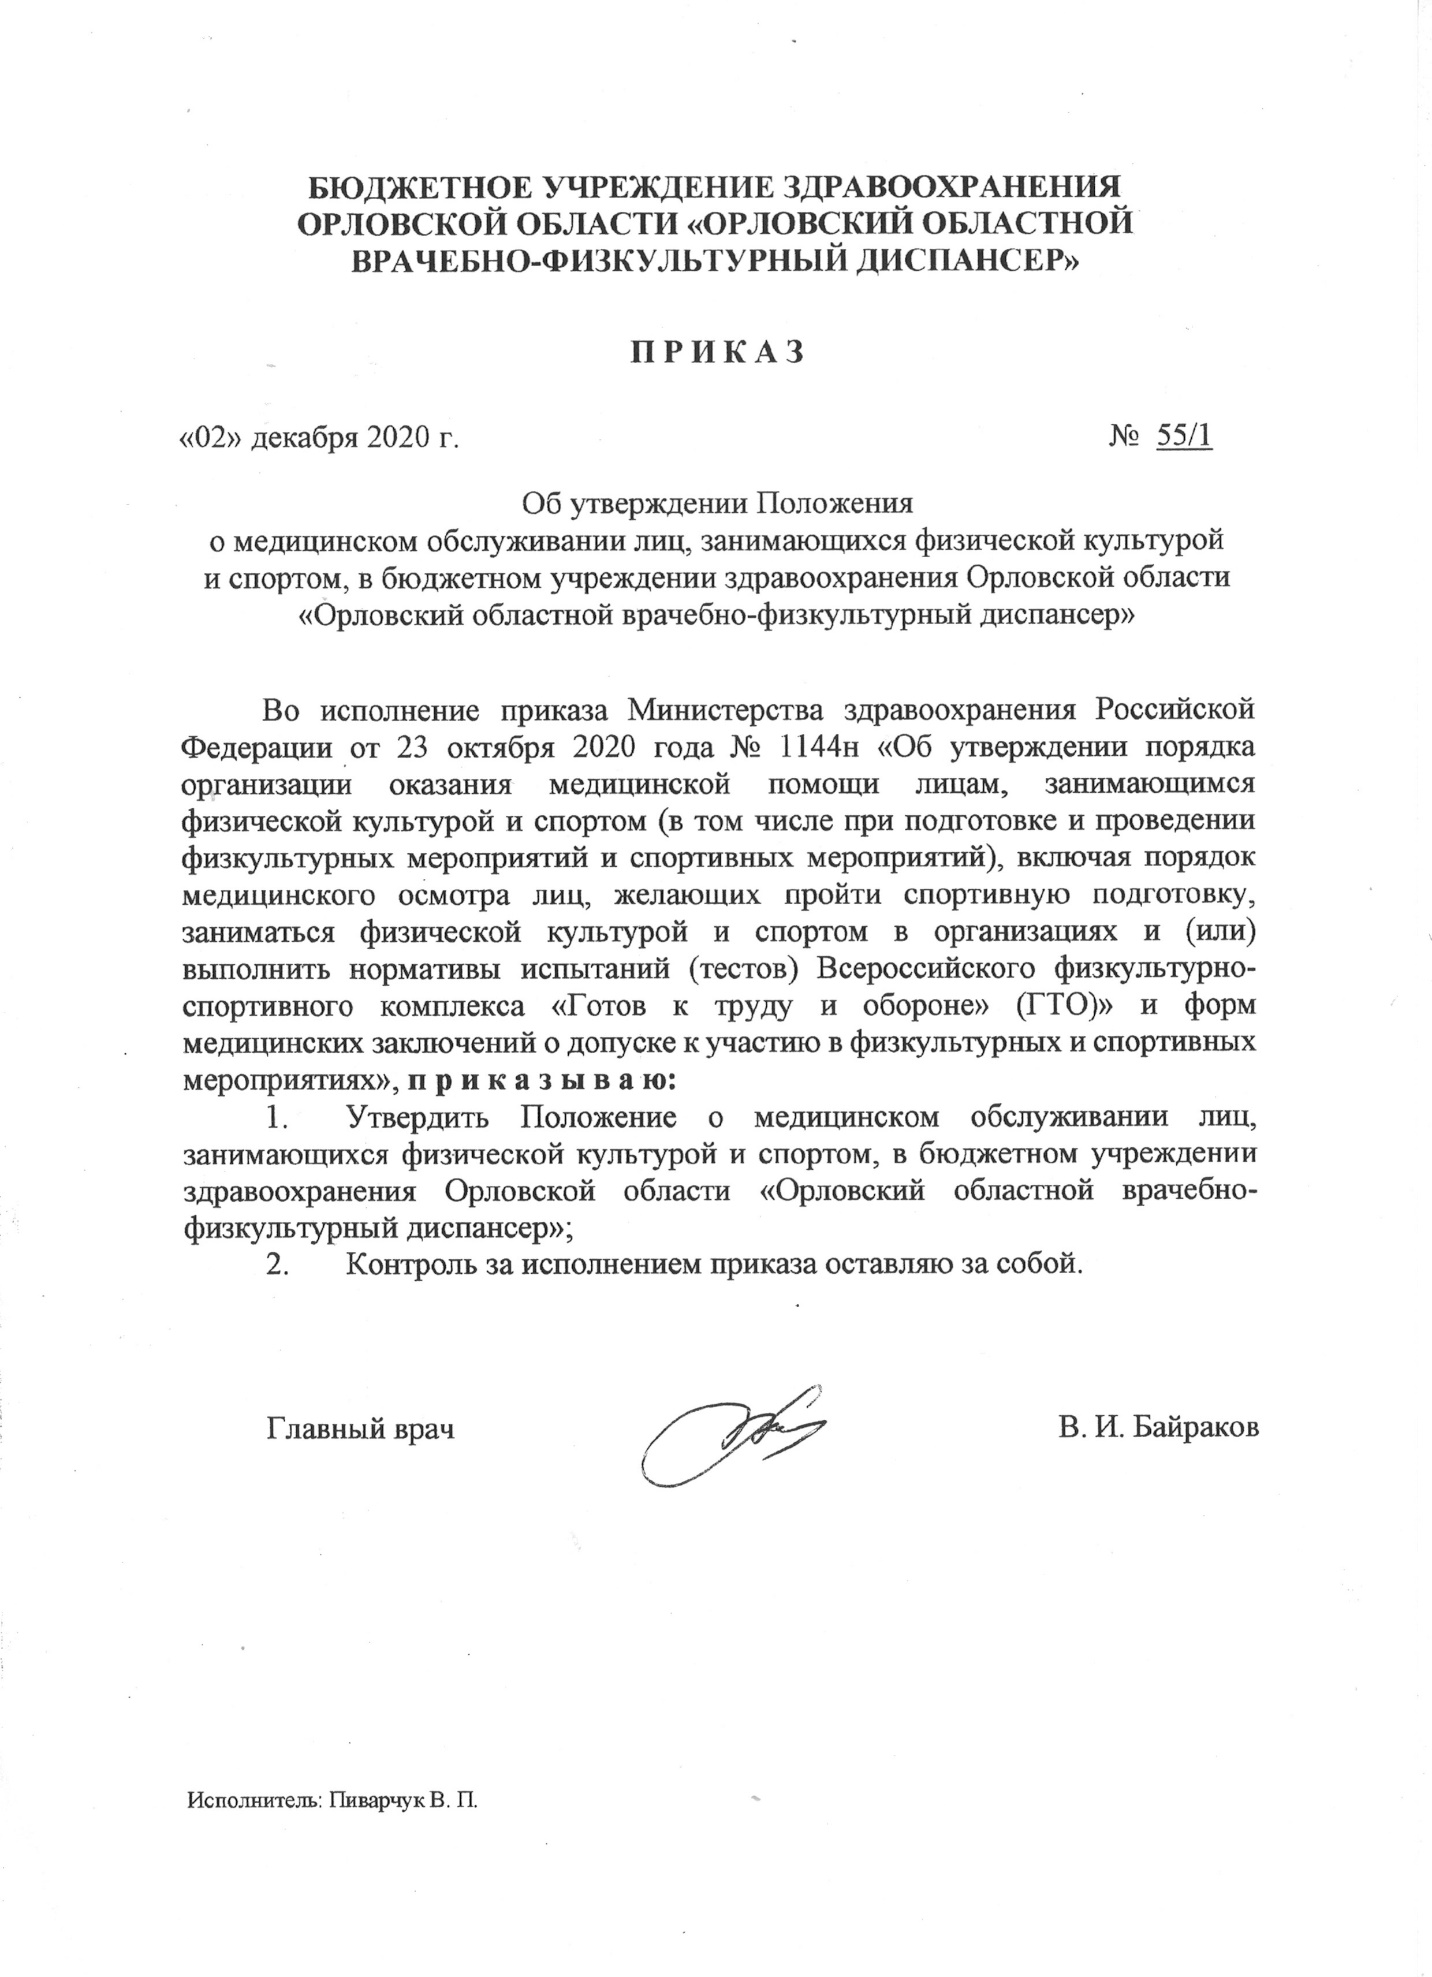 БЮДЖЕТНОЕ УЧРЕЖДЕНИЕ ЗДРАВООХРАНЕНИЯ
ОРЛОВСКОЙ ОБЛАСТИ «ОРЛОВСКИЙ ОБЛАСТНОЙ
ВРАЧЕБНО-ФИЗКУЛЬТУРНЫЙ ДИСПАНСЕР»
П Р И К А З
«02» декабря 2020 г. № 55/1
Об утверждении Положения
о медицинском обслуживании лиц, занимающихся физической культурой
и спортом, в бюджетном учреждении здравоохранения Орловской области
«Орловский областной врачебно-физкультурный диспансер»
Во исполнение приказа Министерства здравоохранения Российской
Федерации от 23 октября 2020 года № 1144н «Об утверждении порядка
организации оказания медицинской помощи лицам, занимающимся
физической культурой и спортом (в том числе при подготовке и проведении
физкультурных мероприятий и спортивных мероприятий), включая порядок
медицинского осмотра лиц, желающих пройти спортивную подготовку,
заниматься физической культурой и спортом в организациях и (или)
выполнить нормативы испытаний (тестов) Всероссийского физкультурно-
спортивного комплекса «Готов к труду и обороне» (ГТО)» и форм
медицинских заключений о допуске к участию в физкультурных и спортивных
мероприятиях», п р и к а з ы в а ю:
1. Утвердить Положение о медицинском обслуживании лиц,
занимающихся физической культурой и спортом, в бюджетном учреждении
здравоохранения Орловской области «Орловский областной врачебно-
физкультурный диспансер»;
2. Контроль за исполнением приказа оставляю за собой.
Главный врач В. И. Байраков
Исполнитель: Пиварчук В. П.